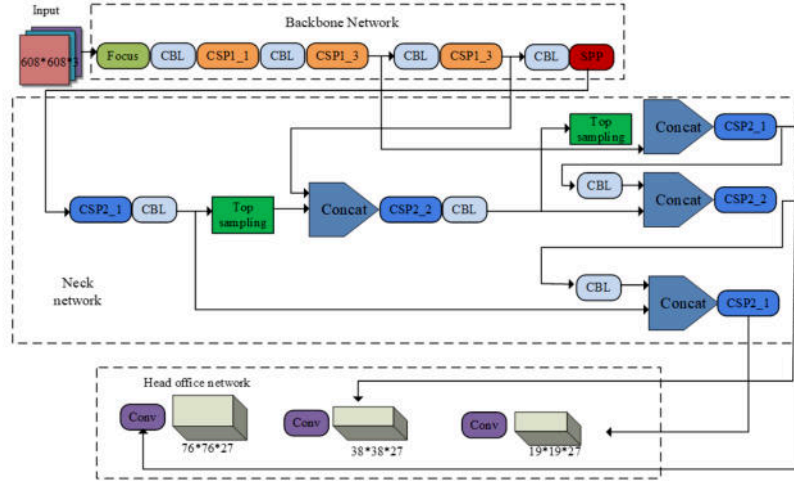 Input
Backbone Network
608*608*3
Focus
CBL
CSP1_1
CBL
CSP1_3
CBL
CSP1_3
CBL
SPP
Top
sampling
Concat
CSP2_1
CBL
Concat
CSP2_2
CSP2_1
CBL
Top
sampling
Concat
CSP2_2
CBL
Neck
network
CBL
Concat
CSP2_1
Head office network
Conv
76*76*27
Conv
38*38*27
Conv
19*19*27